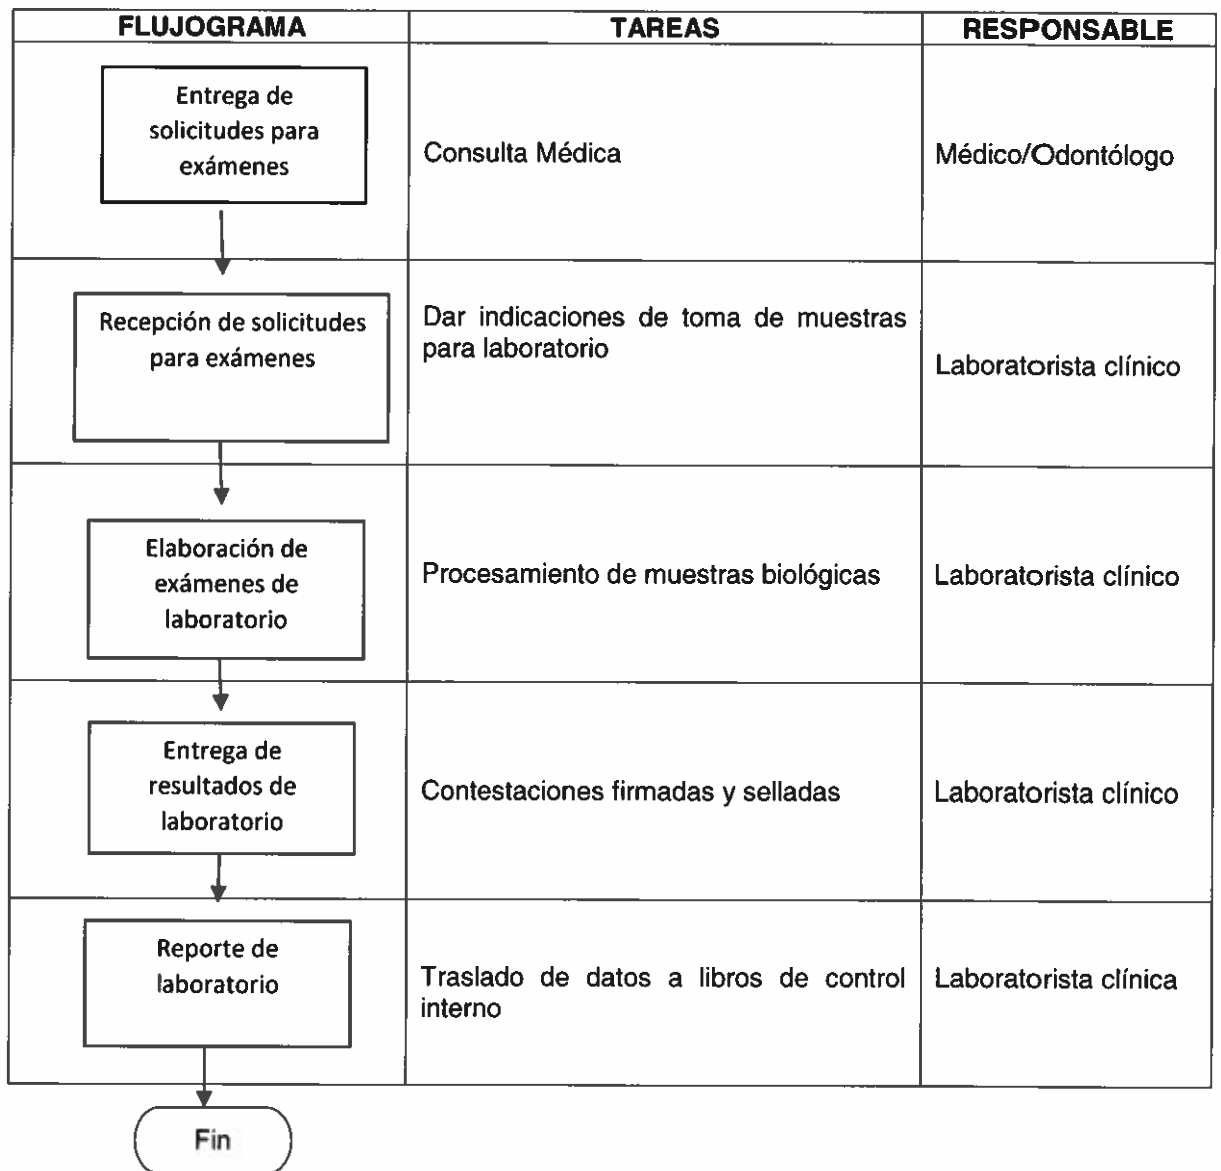 FLUJOGRAMA
TAREAS
RESPONSABLE
Entrega de
solicitudes para
exámenes
Consulta Médica
Médico/Odontólogo
Recepción de solicitudes
para exámenes
Dar indicaciones de toma de muestras
para laboratorio
Laboratorista clínico
Elaboración de
exámenes de
laboratorio
Procesamiento de muestras biológicas
Laboratorista clínico
Entrega de
resultados de
laboratorio
Contestaciones firmadas y selladas
Laboratorista clínico
Reporte de
laboratorio
Traslado de datos a libros de control
interno
Laboratorista clínica
Fin